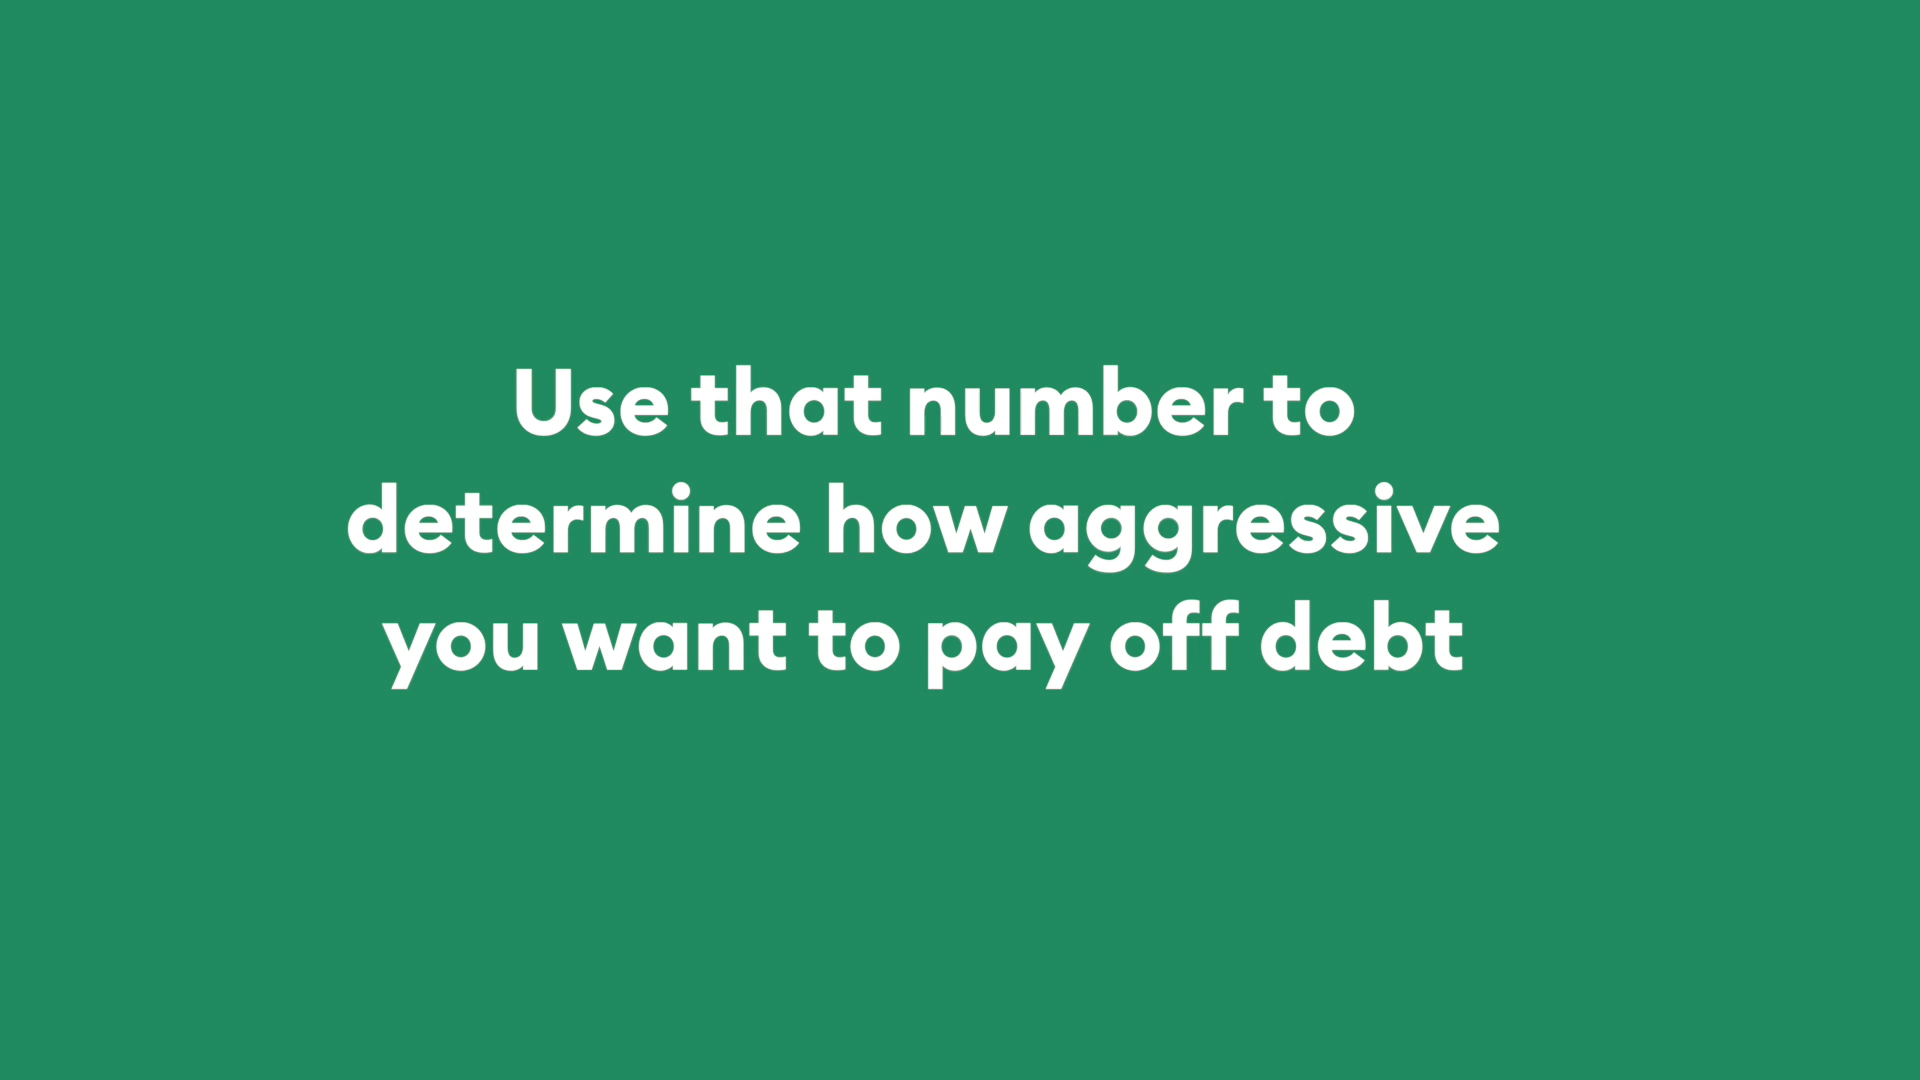 Use that number to
determine how aggressive
you want to pay off debt